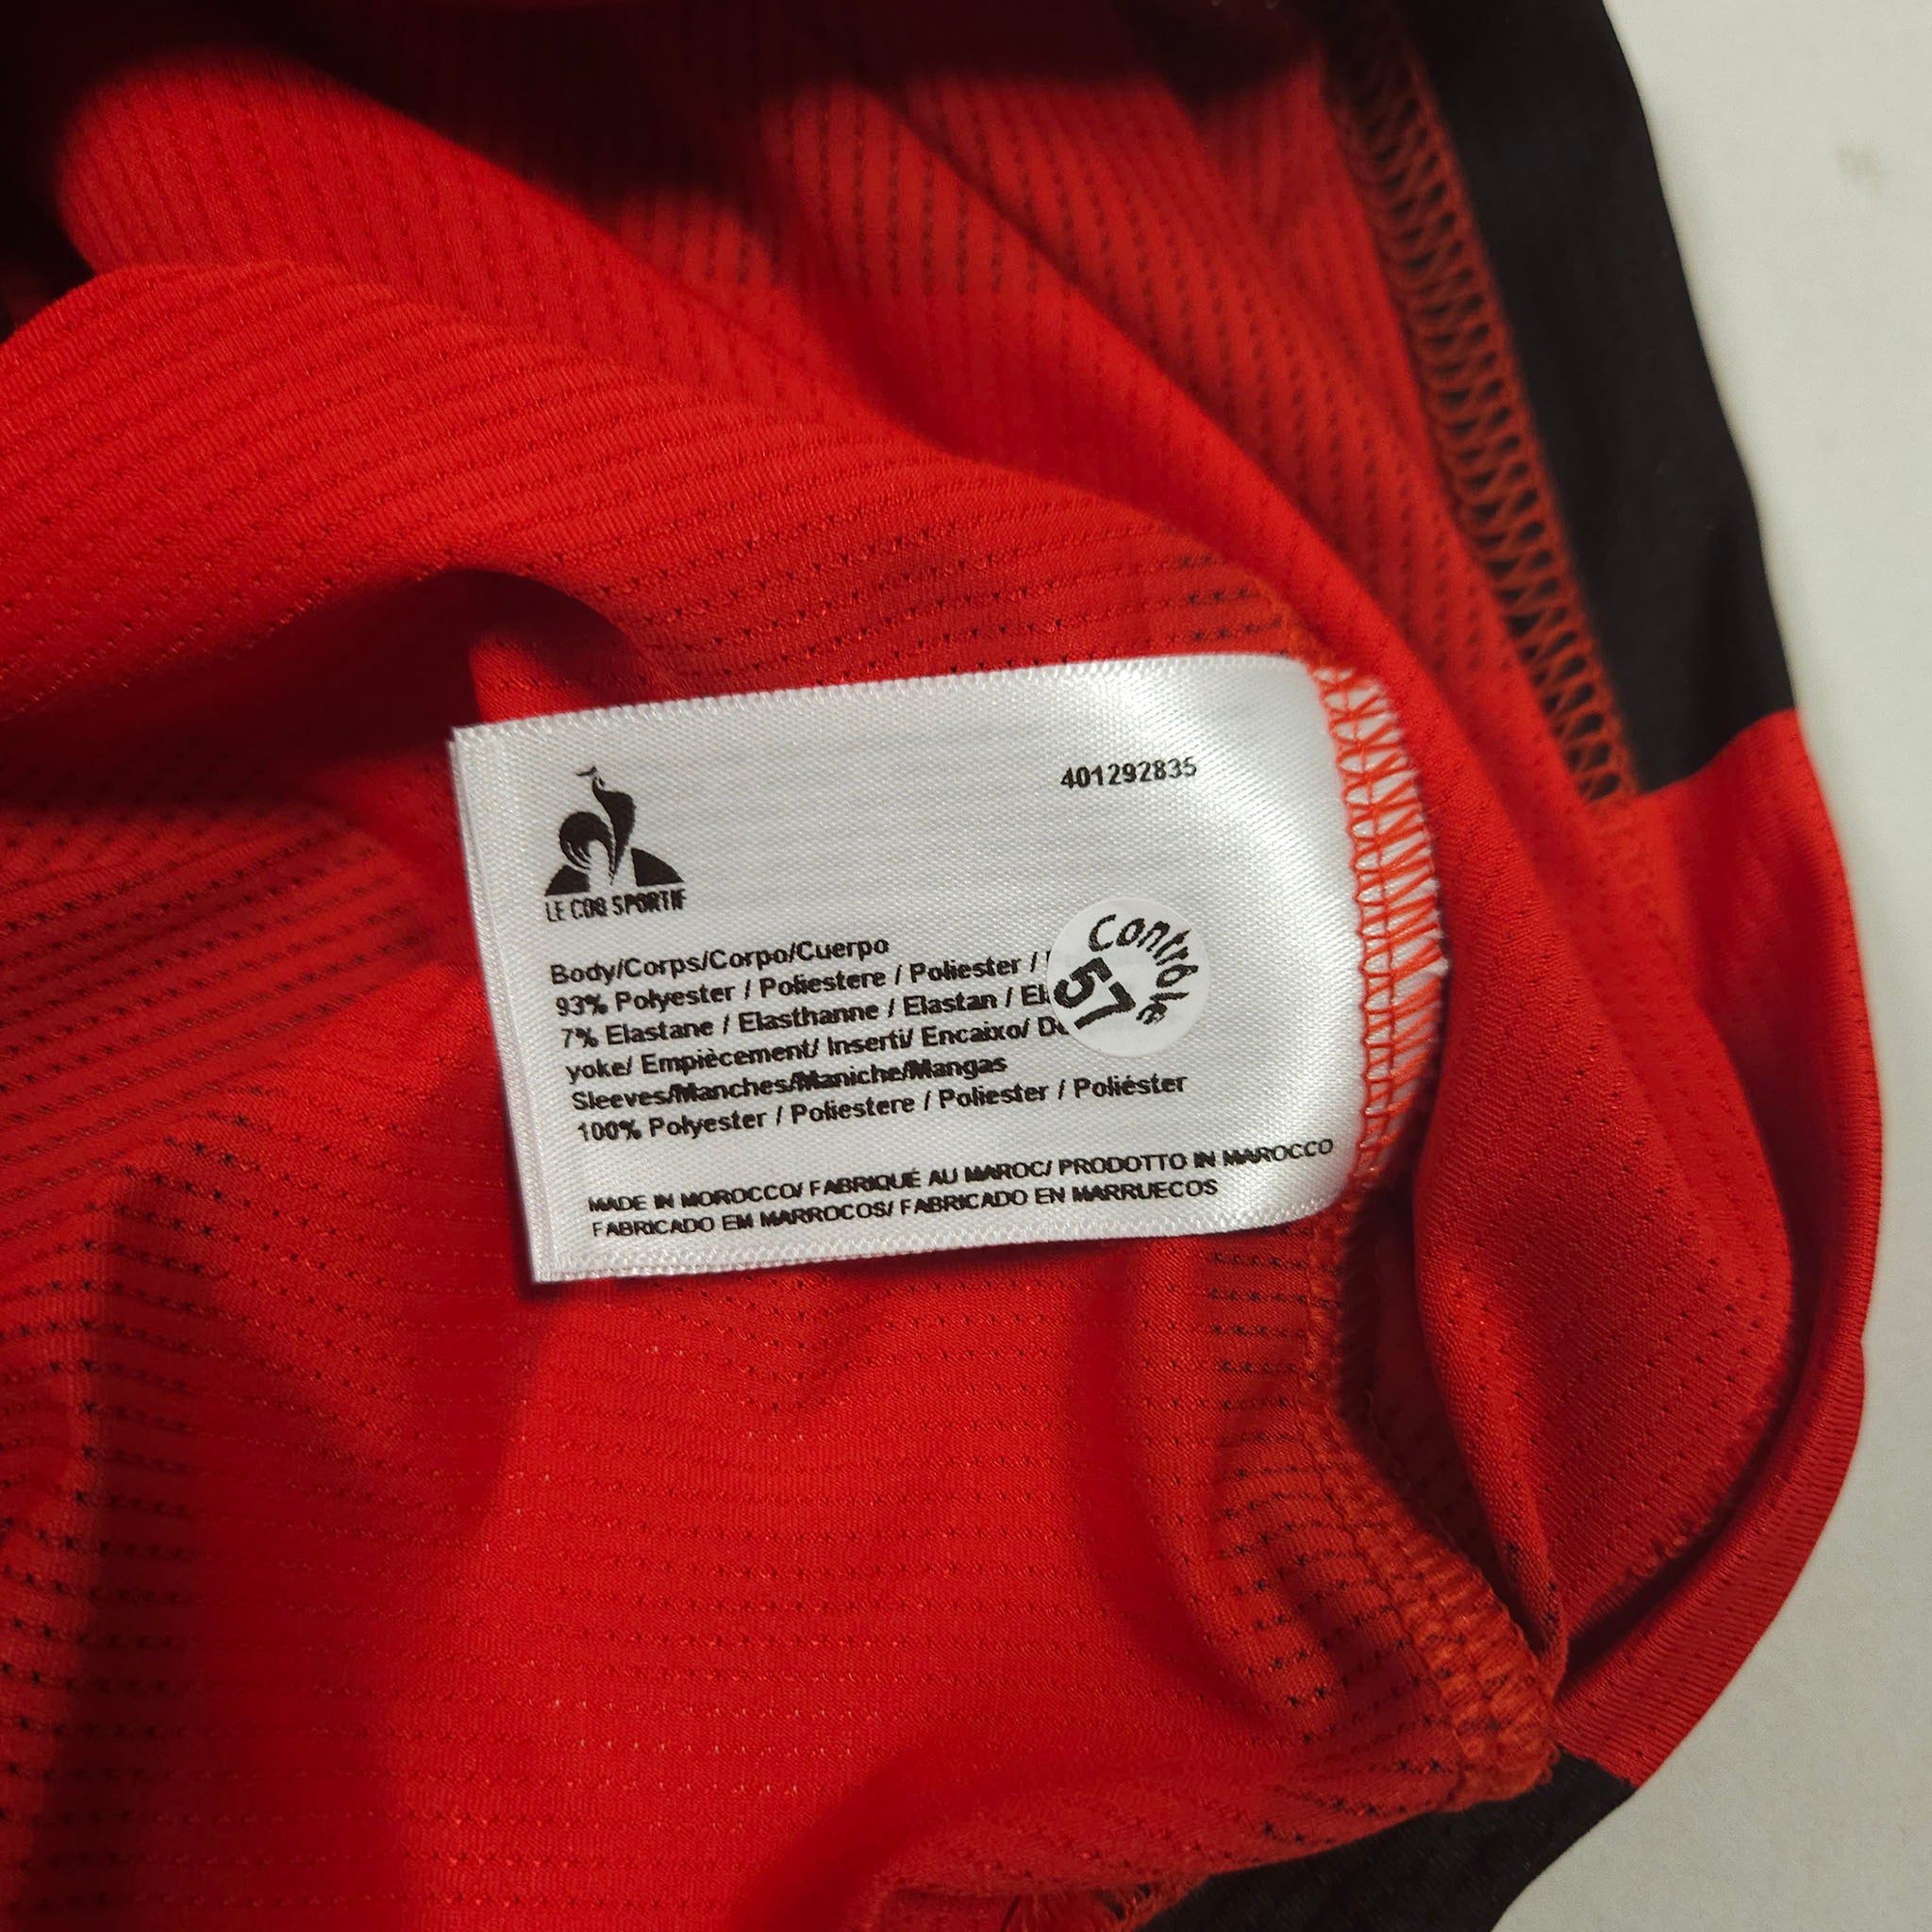 401292835
LE COQ SPORTIF
Body/Corps/Corpo/Cuerpo
93% Polyester / Poliestere / Poliester /
7% Elastane / Elasthanne / Elastan /
yoke/ Empiècement/ Inserti/ Encaixo/
Sleeves/Manches/Maniche/Mangas
100% Polyester / Poliestere / Poliester / Poliéster
Contrôle
57
MADE IN MOROCCO/ FABRIQUÉ AU MAROC/ PRODOTTO IN MAROCCO
FABRICADO EM MARROCOS/ FABRICADO EN MARRUECOS